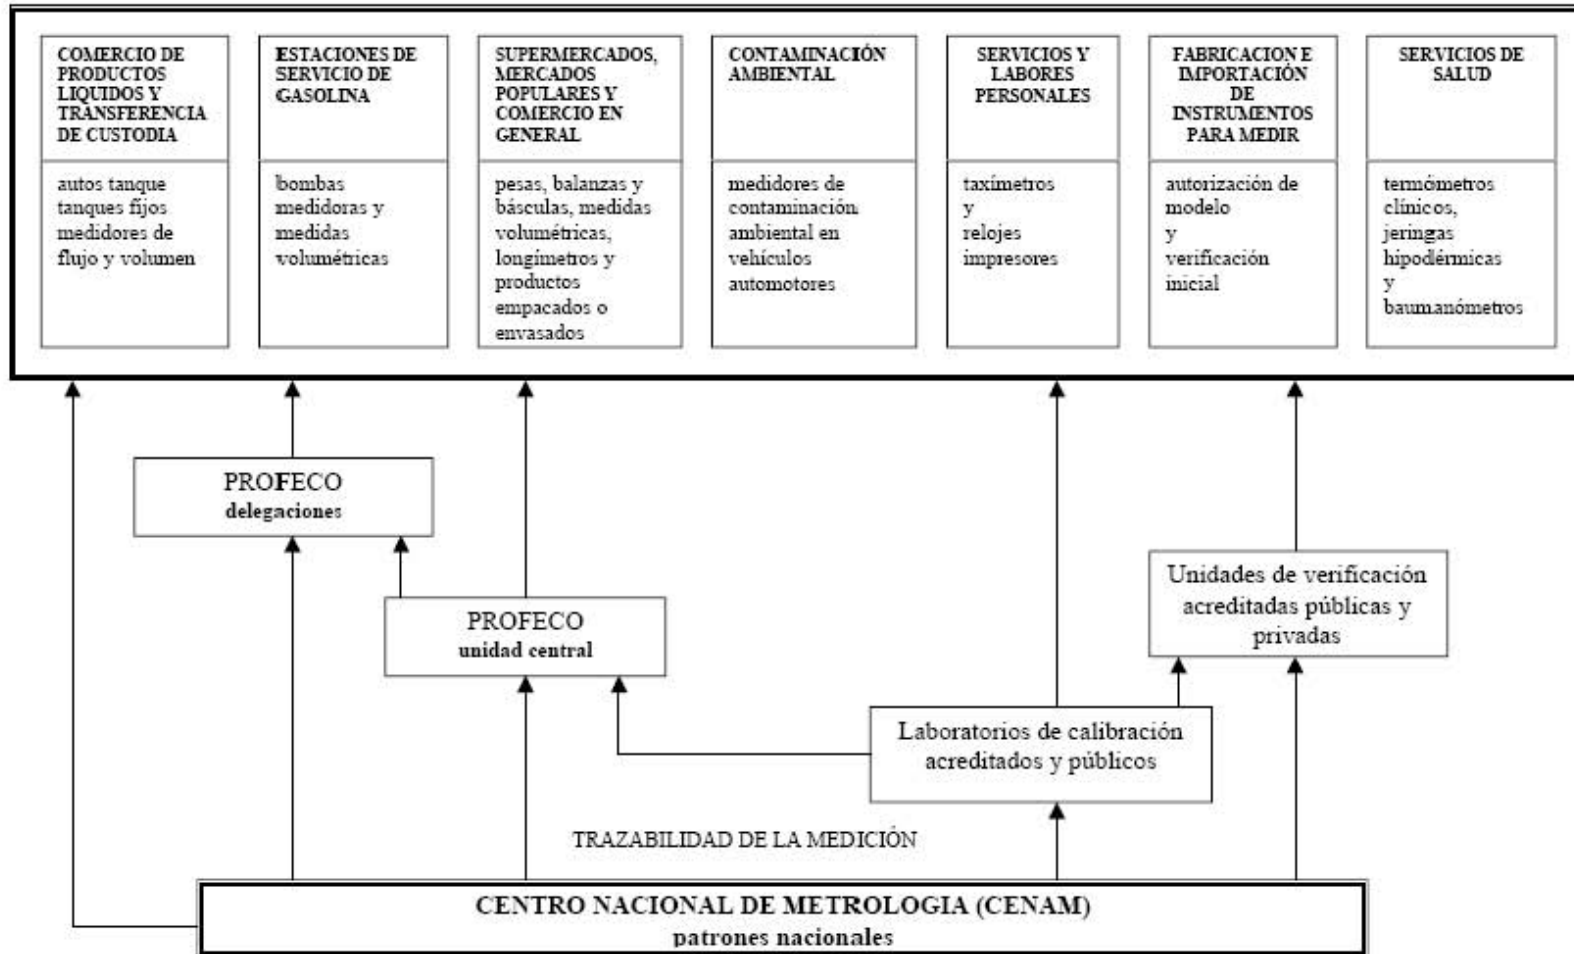 COMERCIO DE
PRODUCTOS
LIQUIDOS Y
TRANSFERENCIA
DE CUSTODIA
autos tanque
tanques fijos
medidores de
flujo y volumen
ESTACIONES DE
SERVICIO DE
GASOLINA
bombas
medidoras y
medidas
volumétricas
SUPERMERCADOS,
MERCADOS
POPULARES Y
COMERCIO EN
GENERAL
pesas, balanzas y
básculas, medidas
volumétricas,
longímetros y
productos
empacados o
envasados
CONTAMINACIÓN
AMBIENTAL
medidores de
contaminación
ambiental en
vehículos
automotores
SERVICIOS Y
LABORES
PERSONALES
taxímetros
y
relojes
impresores
FABRICACION E
IMPORTACIÓN
DE
INSTRUMENTOS
PARA MEDIR
autorización de
modelo
y
verificación
inicial
SERVICIOS DE
SALUD
termómetros
clínicos,
jeringas
hipodérmicas
y
baumanómetros
PROFECO
delegaciones
PROFECO
unidad central
Unidades de verificación
acreditadas públicas y
privadas
Laboratorios de calibración
acreditados y públicos
TRAZABILIDAD DE LA MEDICIÓN
CENTRO NACIONAL DE METROLOGIA (CENAM)
patrones nacionales